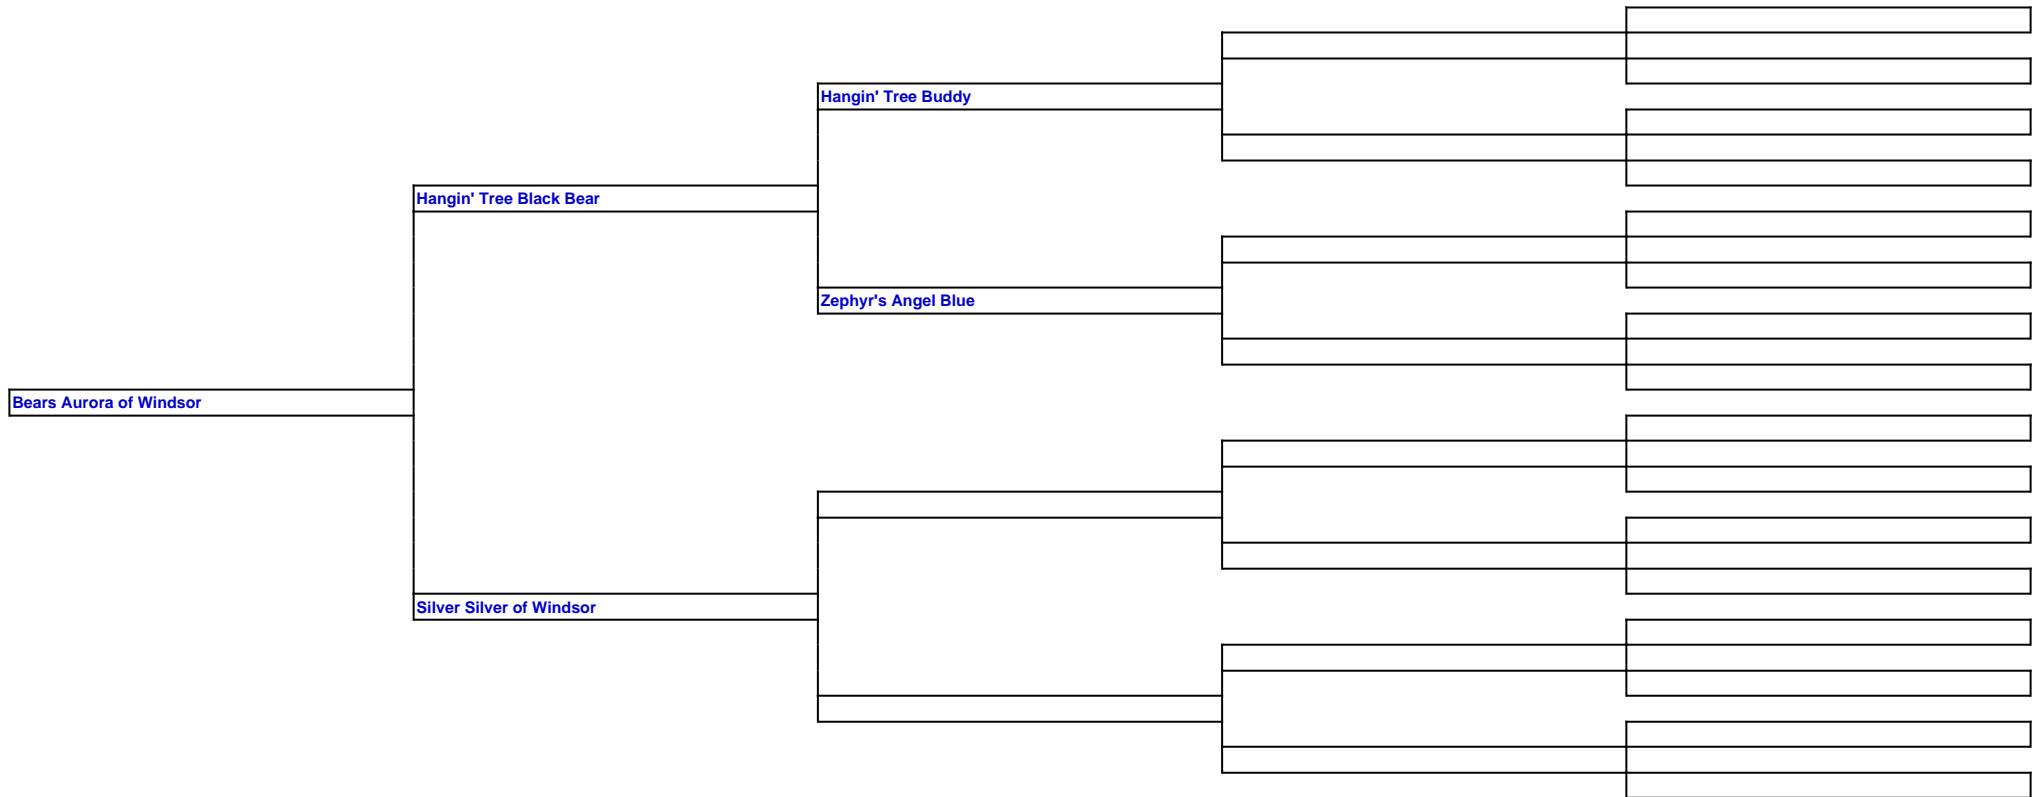 Hangin' Tree Buddy
Hangin' Tree Black Bear
Zephyr's Angel Blue
Bears Aurora of Windsor
Silver Silver of Windsor